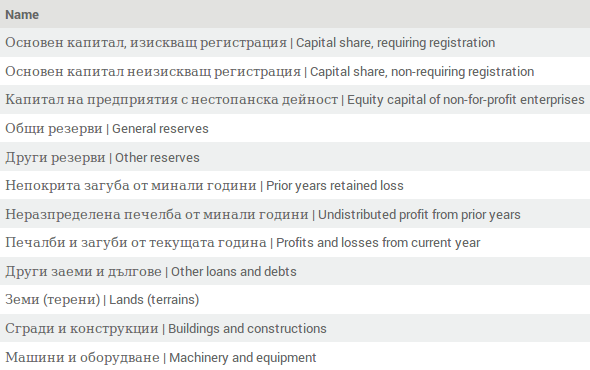 Name
Основен капитал, изискващ регистрация | Capital share, requiring registration
Основен капитал неизискващ регистрация | Capital share, non-requiring registration
Капитал на предприятия с нестопанска дейност | Equity capital of non-for-profit enterprises
Общи резерви | General reserves
Други резерви | Other reserves
Непокрита загуба от минали години | Prior years retained loss
Неразпределена печелба от минали години | Undistributed profit from prior years
Печалби и загуби от текущата година | Profits and losses from current year
Други заеми и дългове | Other loans and debts
Земи (терени) | Lands (terrains)
Сгради и конструкции | Buildings and constructions
Машини и оборудване | Machinery and equipment